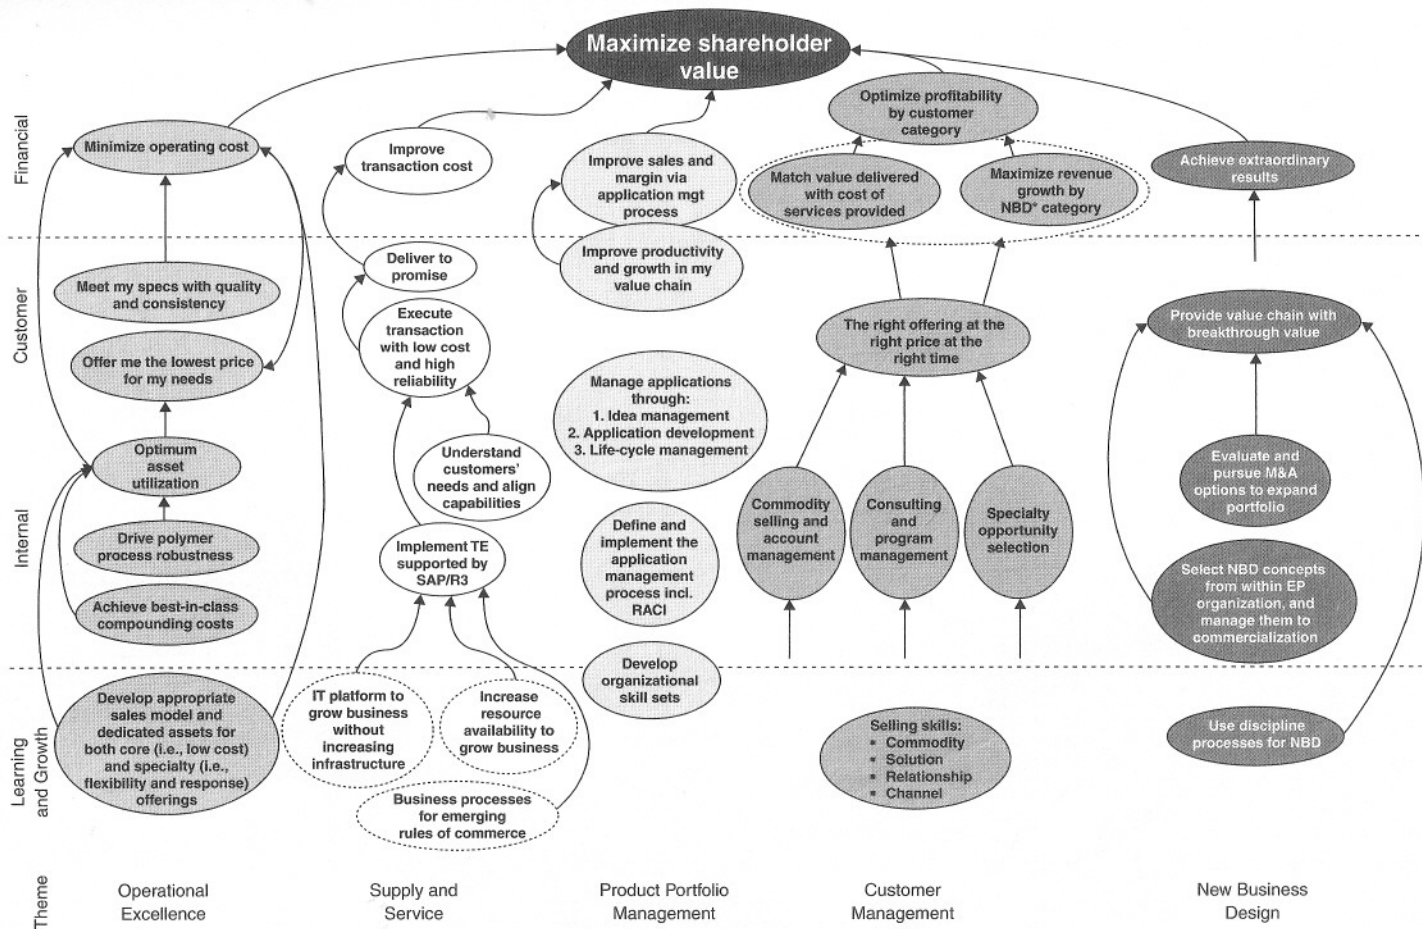 Maximize shareholder
value
Financial
Minimize operating cost
Improve
transaction cost
Improve sales and
margin via
application mgt
process
Optimize profitability
by customer
category
Match value delivered
with cost of
services provided
Maximize revenue
growth by
NBD* category
Achieve extraordinary
results
Customer
Meet my specs with quality
and consistency
Offer me the lowest price
for my needs
Deliver to
promise
Execute
transaction
with low cost
and high
reliability
Improve productivity
and growth in my
value chain
The right offering at the
right price at the
right time
Provide value chain with
breakthrough value
Internal
Optimum
asset
utilization
Drive polymer
process robustness
Achieve best-in-class
compounding costs
Understand
customers'
needs and align
capabilities
Implement TE
supported by
SAP/R3
Manage applications
through:
1. Idea management
2. Application development
3. Life-cycle management
Define and
implement the
application
management
process incl.
RACI
Commodity
selling and
account
management
Consulting
and
program
management
Specialty
opportunity
selection
Evaluate and
pursue M&A
options to expand
portfolio
Select NBD concepts
from within EP
organization, and
manage them to
commercialization
Learning
and Growth
Develop appropriate
sales model and
dedicated assets for
both core (i.e., low cost)
and specialty (i.e.,
flexibility and response)
offerings
IT platform to
grow business
without
increasing
infrastructure
Increase
resource
availability to
grow business
Business processes
for emerging
rules of commerce
Develop
organizational
skill sets
Selling skills:
▪ Commodity
▪ Solution
▪ Relationship
▪ Channel
Use discipline
processes for NBD
Theme
Operational
Excellence
Supply and
Service
Product Portfolio
Management
Customer
Management
New Business
Design